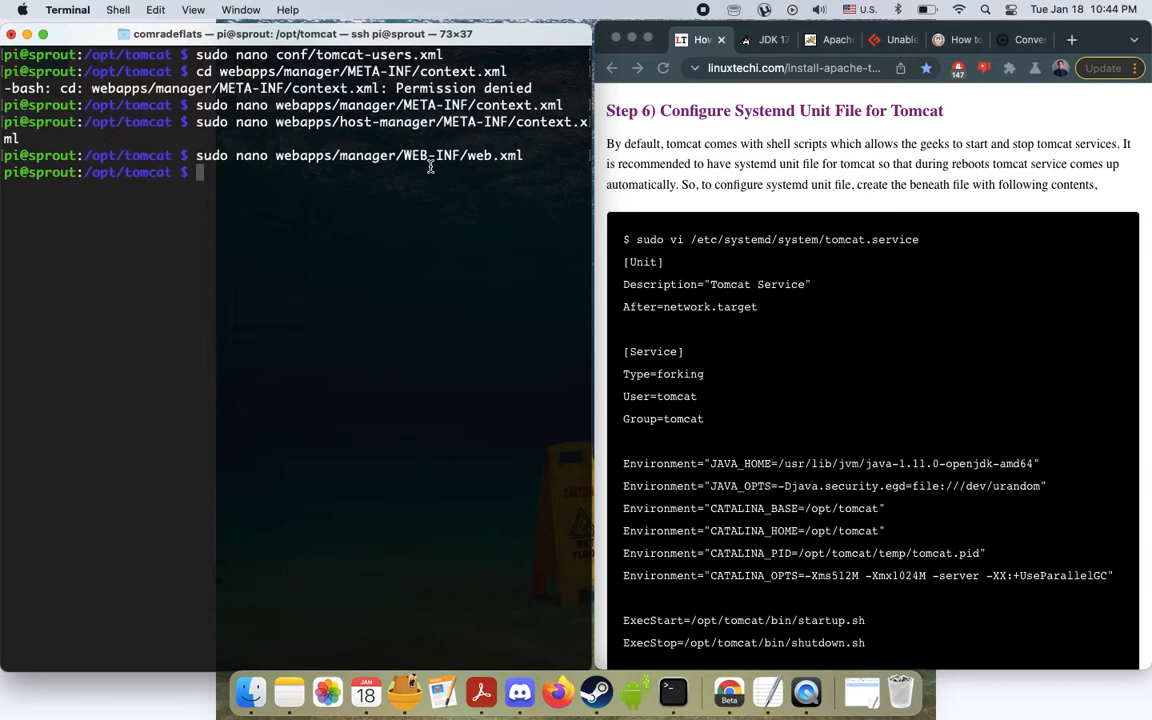 Terminal Shell Edit View Window Help
U.S. Tue Jan 18 10:44 PM
comradeflats — pi@sprout: /opt/tomcat — ssh pi@sprout — 73×37
pi@sprout:/opt/tomcat $ sudo nano conf/tomcat-users.xml
pi@sprout:/opt/tomcat $ cd webapps/manager/META-INF/context.xml
-bash: cd: webapps/manager/META-INF/context.xml: Permission denied
pi@sprout:/opt/tomcat $ sudo nano webapps/manager/META-INF/context.xml
pi@sprout:/opt/tomcat $ sudo nano webapps/host-manager/META-INF/context.x
ml
pi@sprout:/opt/tomcat $ sudo nano webapps/manager/WEB-INF/web.xml
pi@sprout:/opt/tomcat $
How
JDK 17
Apach
Unable
How to
Conver
linuxtechi.com/install-apache-t...
147
Update
Step 6) Configure Systemd Unit File for Tomcat
By default, tomcat comes with shell scripts which allows the geeks to start and stop tomcat services. It
is recommended to have systemd unit file for tomcat so that during reboots tomcat service comes up
automatically. So, to configure systemd unit file, create the beneath file with following contents,
$ sudo vi /etc/systemd/system/tomcat.service
[Unit]
Description="Tomcat Service"
After=network.target
[Service]
Type=forking
User=tomcat
Group=tomcat
Environment="JAVA_HOME=/usr/lib/jvm/java-1.11.0-openjdk-amd64"
Environment="JAVA_OPTS=-Djava.security.egd=file:///dev/urandom"
Environment="CATALINA_BASE=/opt/tomcat"
Environment="CATALINA_HOME=/opt/tomcat"
Environment="CATALINA_PID=/opt/tomcat/temp/tomcat.pid"
Environment="CATALINA_OPTS=-Xms512M -Xmx1024M -server -XX:+UseParallelGC"
ExecStart=/opt/tomcat/bin/startup.sh
ExecStop=/opt/tomcat/bin/shutdown.sh
JAN
18
Beta